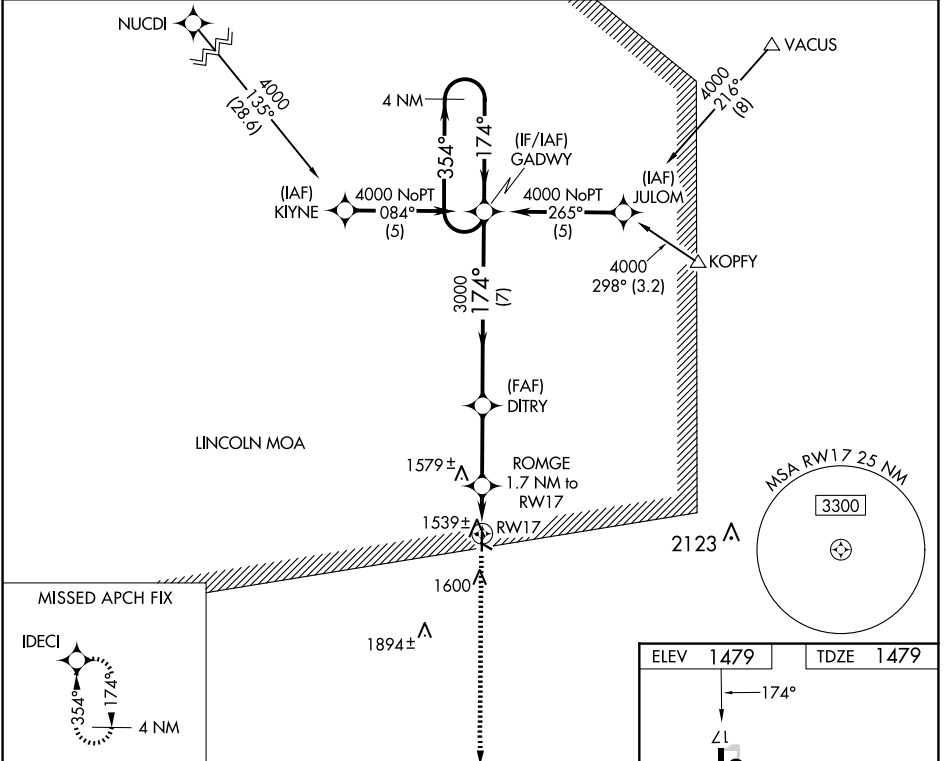 NUCDI
4000
135°
(28.6)
4 NM
354°
174°
(IF/IAF)
GADWY
VACUS
4000
216°
(8)
(IAF)
KIYNE
4000 NoPT
084°
(5)
4000 NoPT
265°
(5)
(IAF)
JULOM
KOPFY
4000
298° (3.2)
3000
174°
(7)
(FAF)
DITRY
LINCOLN MOA
1579±
ROMGE
1.7 NM to
RW17
1539±
RW17
MSA RW17 25 NM
3300
2123
1600
1894±
MISSED APCH FIX
IDECI
354°
174°
4 NM
ELEV 1479
TDZE 1479
174°
17